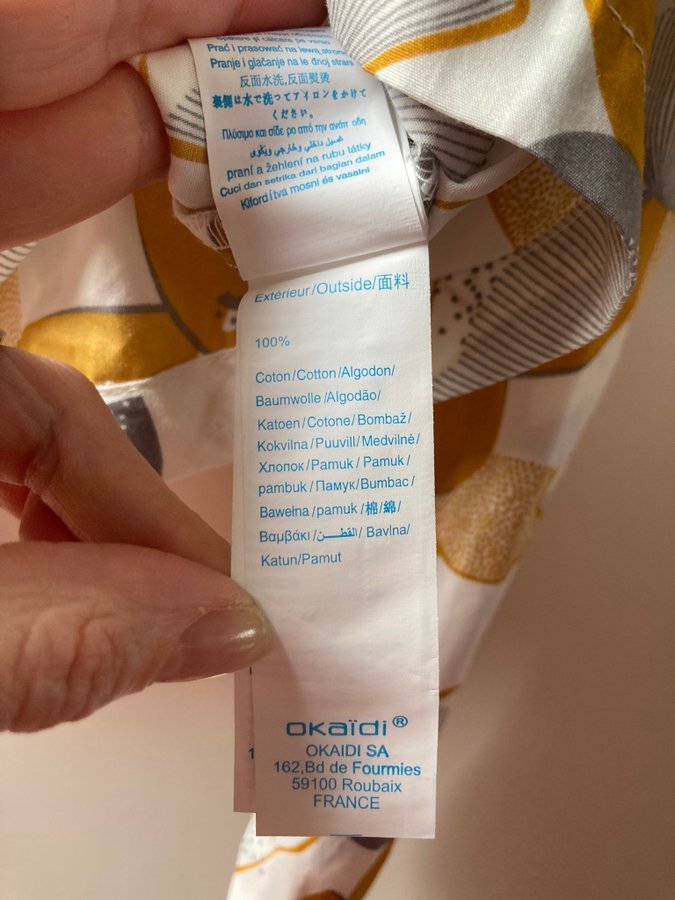 Prać i prasować na lewą stronę
Pranje i glačanje na le đnoj strani
反面水洗,反面熨烫
裏側は水で洗ってアイロンをかけて
ください。
Πλύσιμο και σίδε ρο από την ανάπ οδη
praní a žehlení na rubu látky
Cuci dan setrika dari bagian dalam
Kiford ítva mosni és vasalni
Extérieur/Outside/面料
100%
Coton/Cotton/Algodon/
Baumwolle/Algodão/
Katoen/Cotone/Bombaž/
Kokvilna/Puuvill/Medvilnė/
Хлопок/Pamuk/Pamuk/
pambuk/Памук/Bumbac/
Bawełna/pamuk/棉/綿/
Βαμβάκι/القطـــن/Bavlna/
Katun/Pamut
okaïdi®
OKAIDI SA
162,Bd de Fourmies
59100 Roubaix
FRANCE